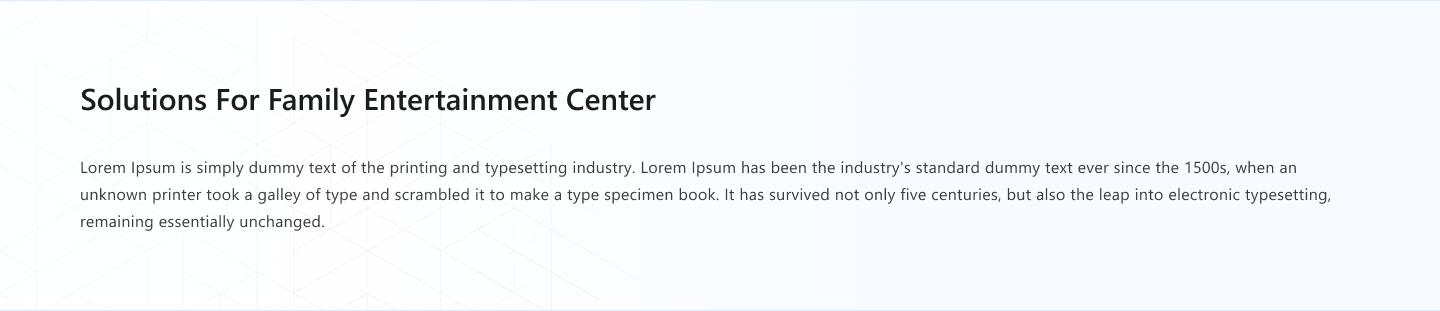 Solutions For Family Entertainment Center
Lorem Ipsum is simply dummy text of the printing and typesetting industry. Lorem Ipsum has been the industry's standard dummy text ever since the 1500s, when an
unknown printer took a galley of type and scrambled it to make a type specimen book. It has survived not only five centuries, but also the leap into electronic typesetting,
remaining essentially unchanged.